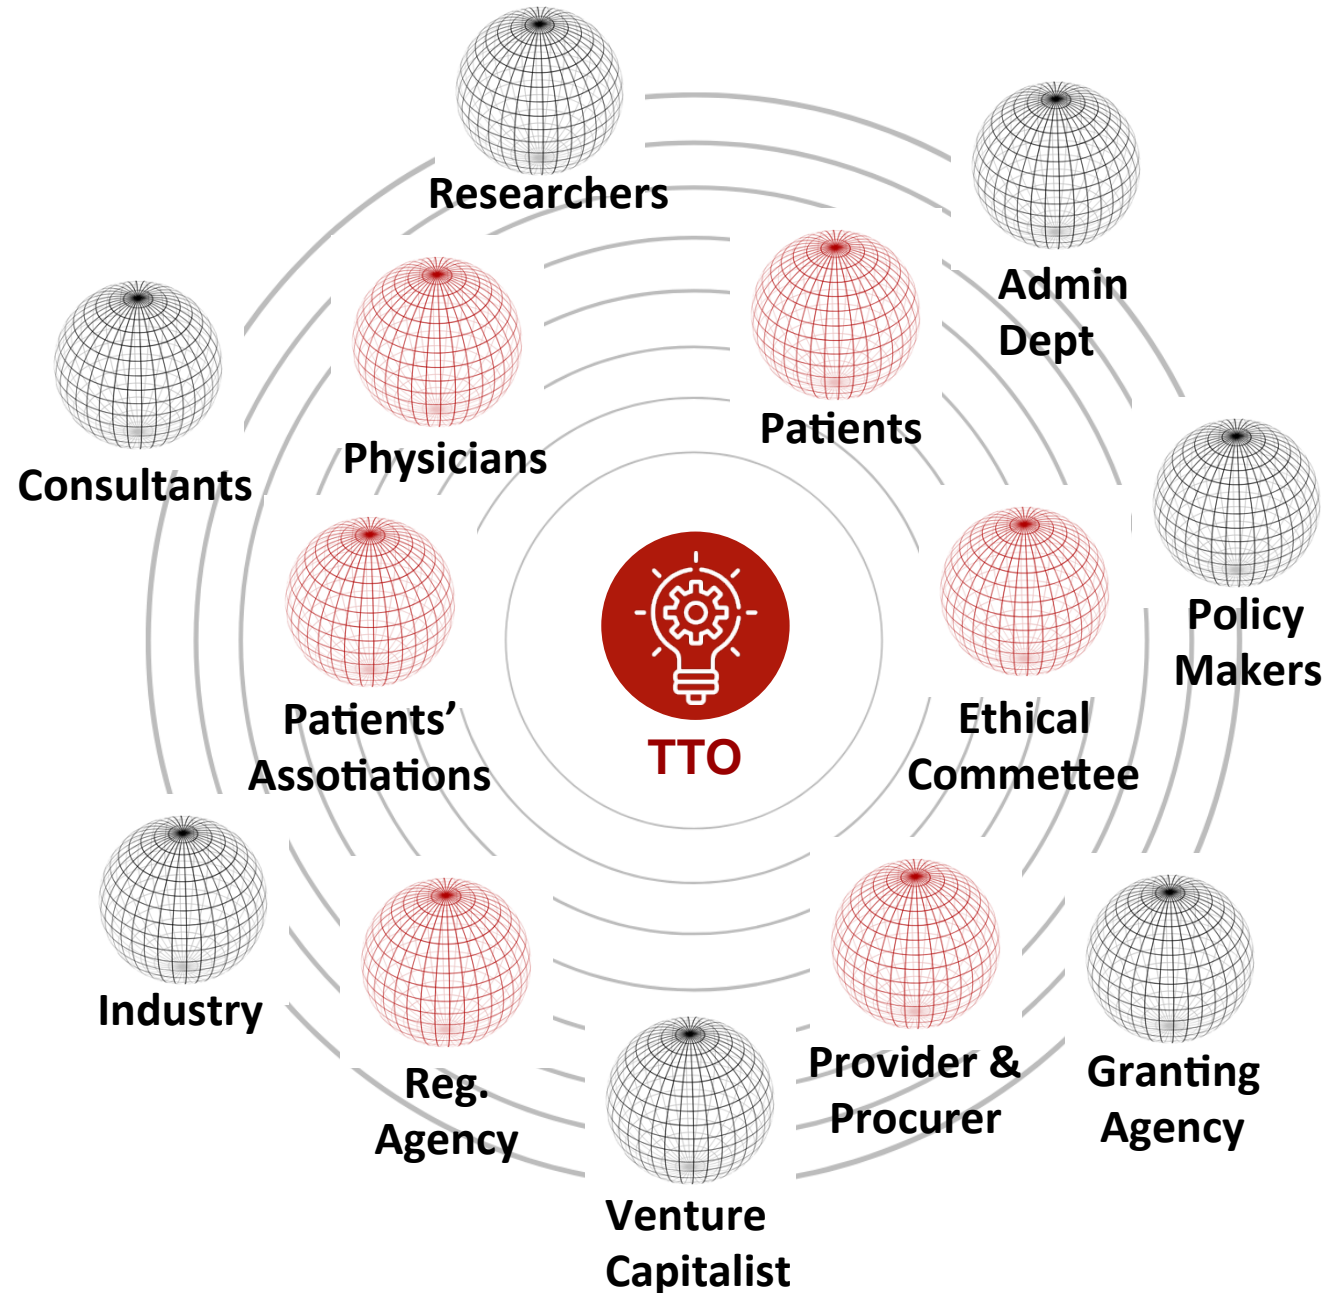 Researchers
Admin
Dept
Patients
Physicians
Consultants
Policy
Makers
Patients’
Assotiations
TTO
Ethical
Commettee
Industry
Reg.
Agency
Provider &
Procurer
Granting
Agency
Venture
Capitalist